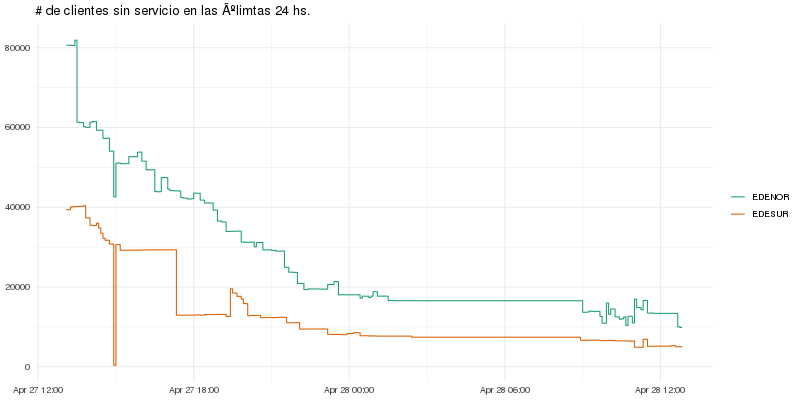 # de clientes sin servicio en las Ãºlimtas 24 hs.
80000
60000
40000
20000
0
Apr 27 12:00
Apr 27 18:00
Apr 28 00:00
Apr 28 06:00
Apr 28 12:00
EDENOR
EDESUR